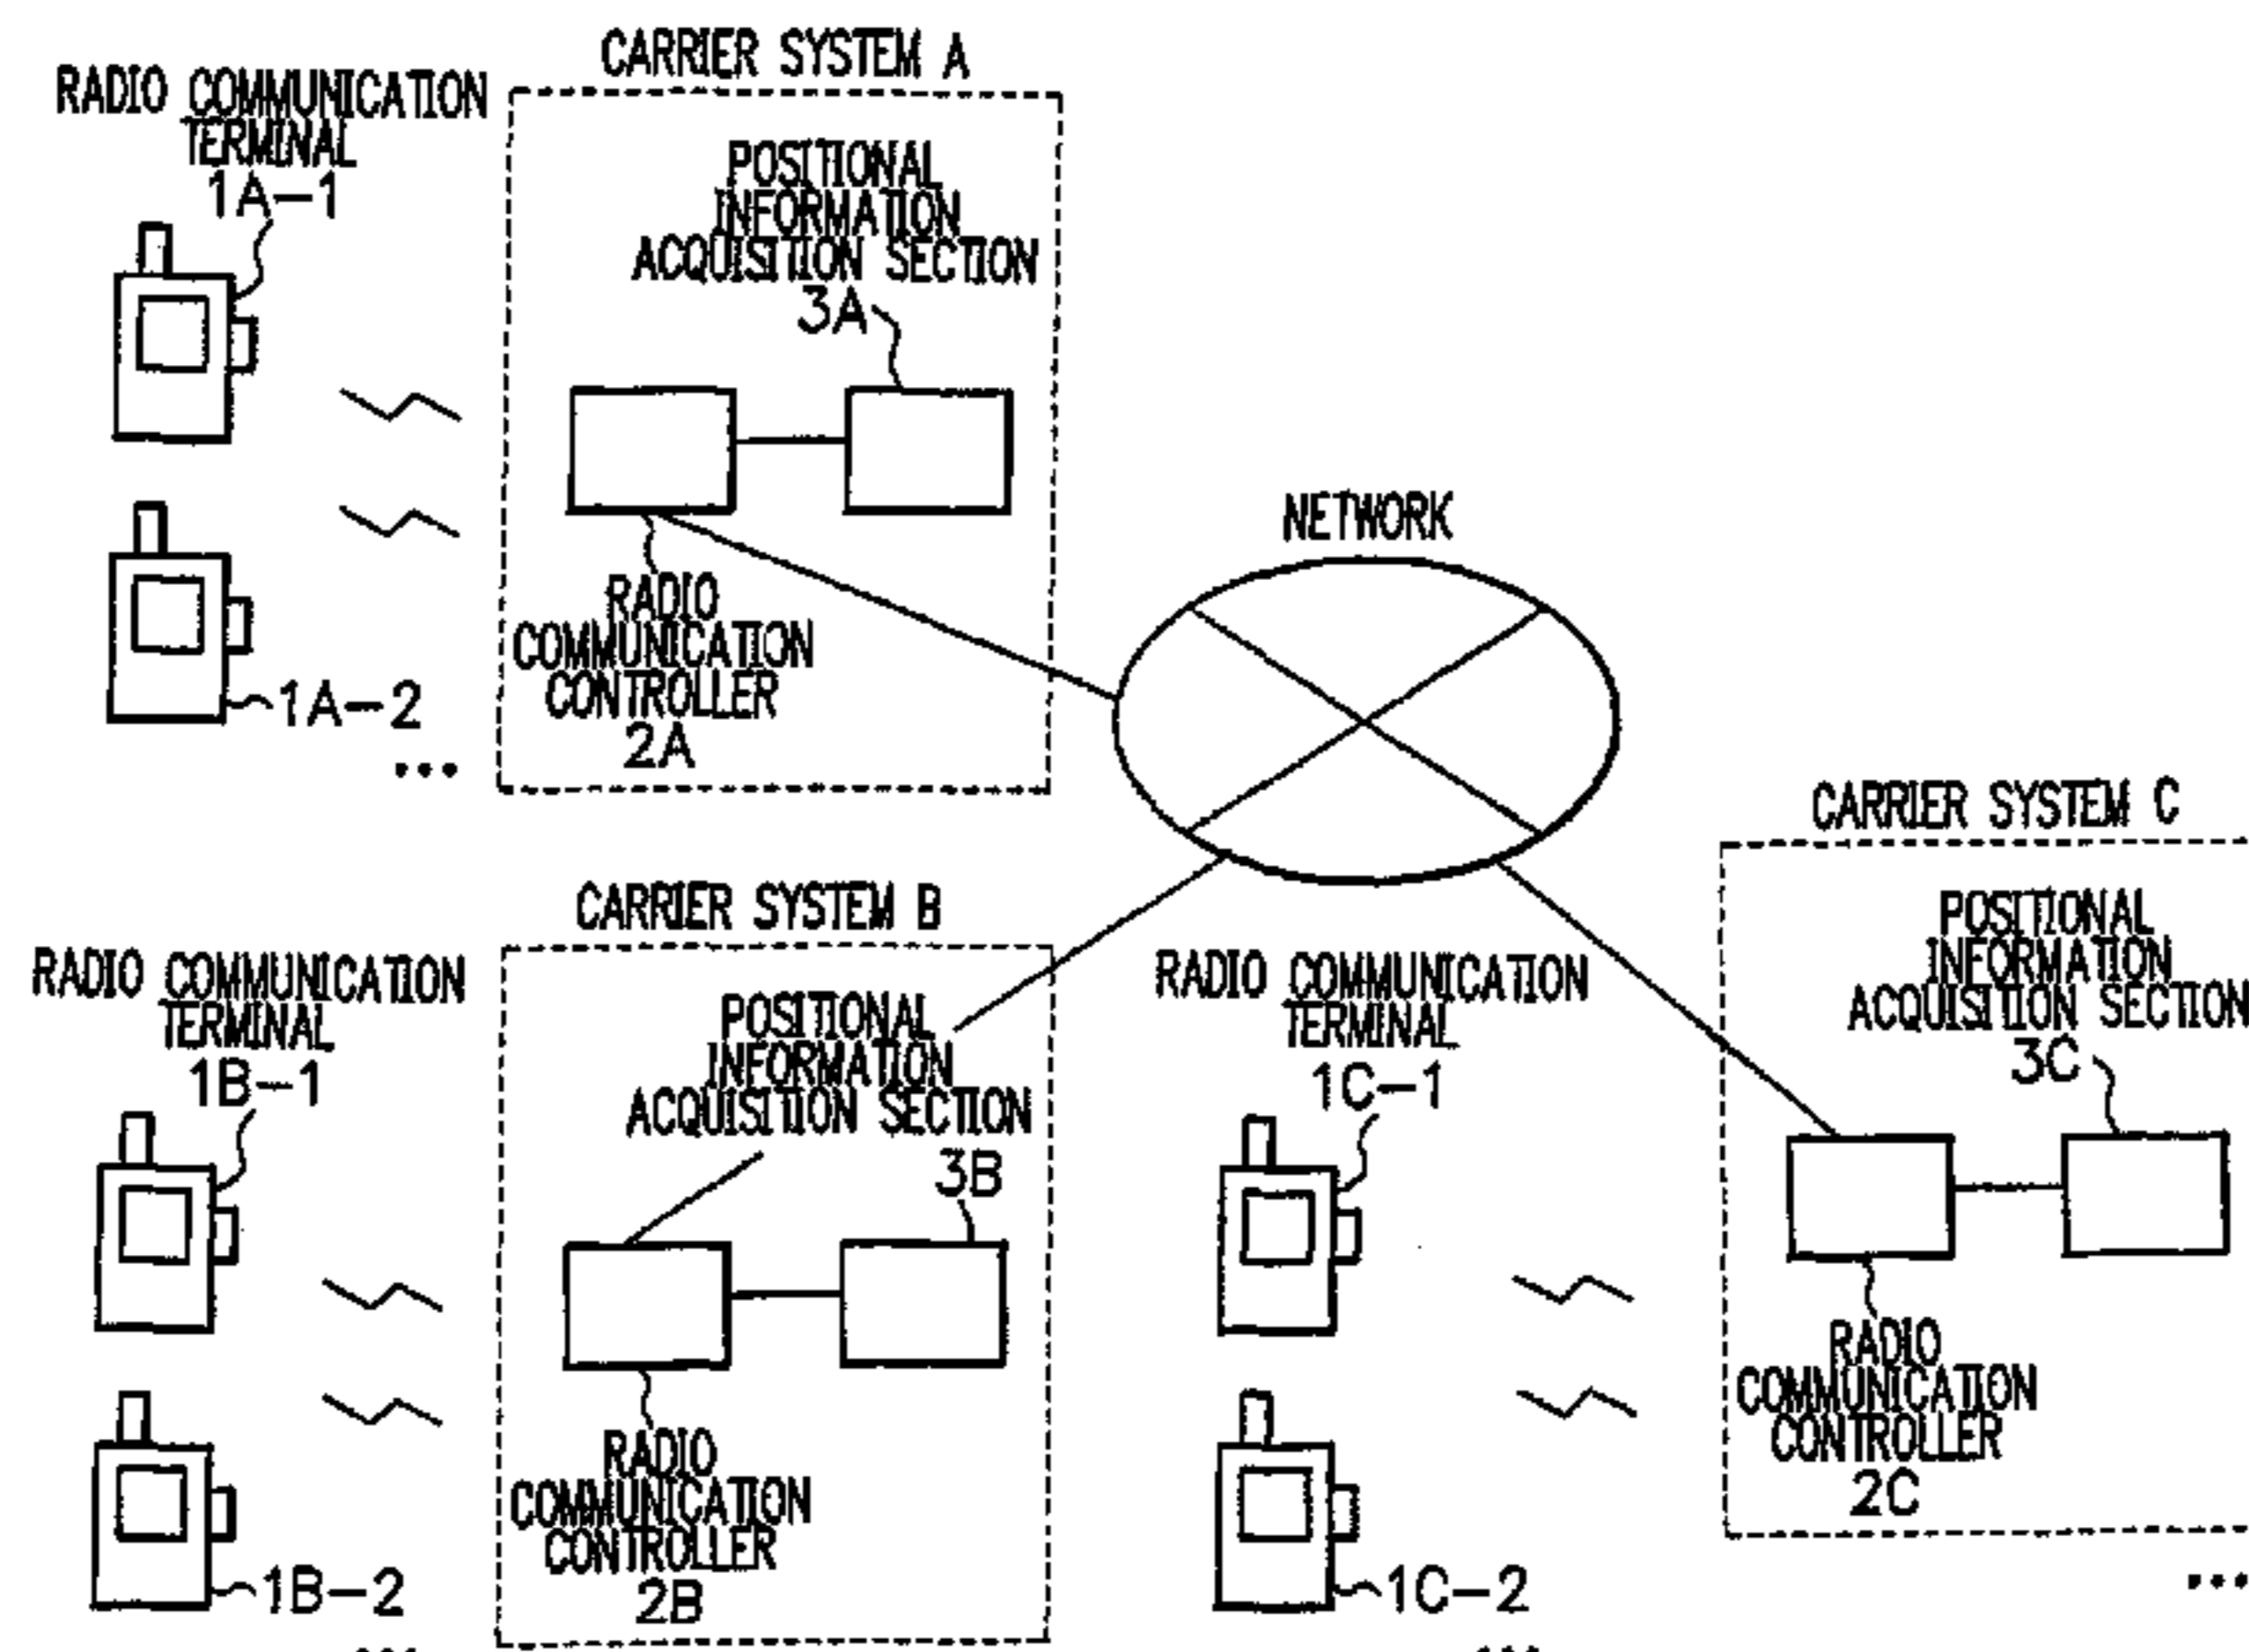 CARRIER SYSTEM A
RADIO COMMUNICATION
TERMINAL
1A-1
POSITIONAL
INFORMATION
ACQUISITION SECTION
3A
RADIO
COMMUNICATION
CONTROLLER
2A
1A-2
...
NETWORK
CARRIER SYSTEM B
RADIO COMMUNICATION
TERMINAL
1B-1
POSITIONAL
INFORMATION
ACQUISITION SECTION
3B
RADIO
COMMUNICATION
CONTROLLER
2B
1B-2
...
CARRIER SYSTEM C
RADIO COMMUNICATION
TERMINAL
1C-1
POSITIONAL
INFORMATION
ACQUISITION SECTION
3C
RADIO
COMMUNICATION
CONTROLLER
2C
1C-2
...
...